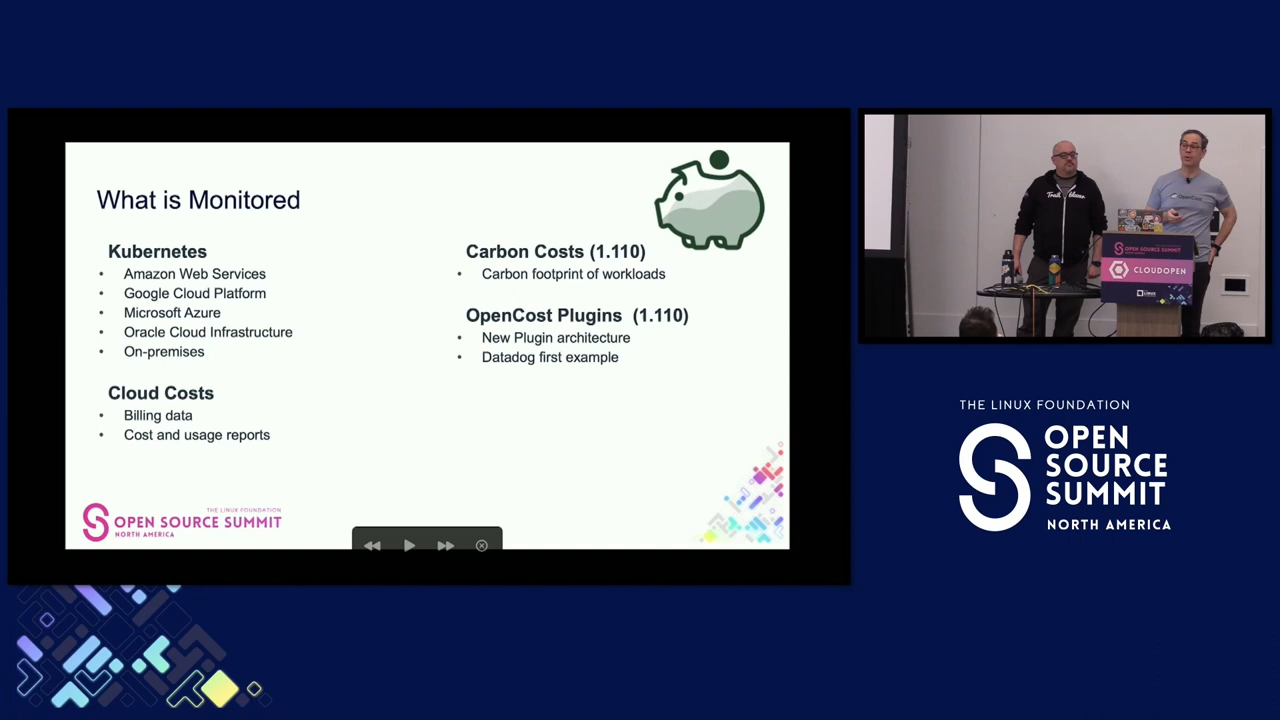 What is Monitored
Kubernetes
• Amazon Web Services
• Google Cloud Platform
• Microsoft Azure
• Oracle Cloud Infrastructure
• On-premises
Cloud Costs
• Billing data
• Cost and usage reports
Carbon Costs (1.110)
• Carbon footprint of workloads
OpenCost Plugins (1.110)
• New Plugin architecture
• Datadog first example
THE LINUX FOUNDATION
OPEN SOURCE SUMMIT
NORTH AMERICA
OpenCost
OPEN SOURCE SUMMIT
CLOUDOPEN
LINUX
THE LINUX FOUNDATION
OPEN
SOURCE
SUMMIT
NORTH AMERICA